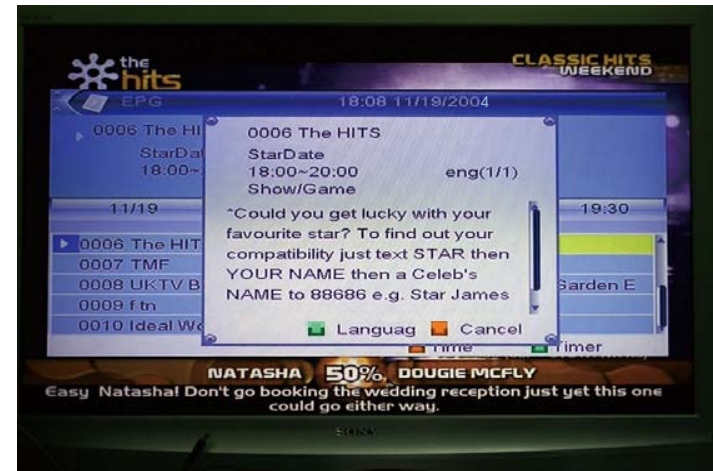 the
hits
CLASSIC HITS
WEEKEND
EPG 18:08 11/19/2004
0006 The HI
StarDa
18:00~
0006 The HITS
StarDate
18:00~20:00 eng(1/1)
Show/Game
"Could you get lucky with your
favourite star? To find out your
compatibility just text STAR then
YOUR NAME then a Celeb's
NAME to 88686 e.g. Star James
Languag Cancel
11/19 19:30
0006 The HIT
0007 TMF
0008 UKTV B Garden E
0009 ftn
0010 Ideal Wo
Time Timer
NATASHA 50% DOUGIE MCFLY
Easy Natasha! Don't go booking the wedding reception just yet this one
could go either way.
SONY